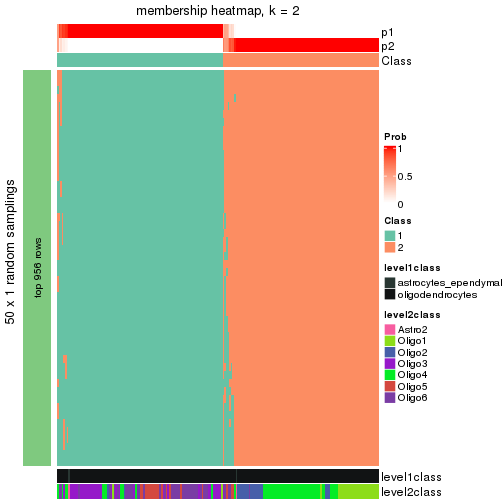 membership heatmap, k = 2
p1
p2
Class
50 x 1 random samplings
top 956 rows
Prob
1
0.5
0
Class
1
2
level1class
astrocytes_ependymal
oligodendrocytes
level2class
Astro2
Oligo1
Oligo2
Oligo3
Oligo4
Oligo5
Oligo6
level1class
level2class